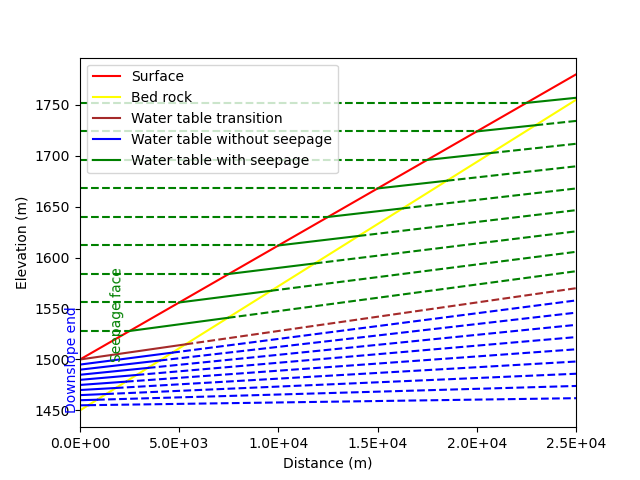 Surface
Bed rock
Water table transition
Water table without seepage
Water table with seepage
Elevation (m)
1750
1700
1650
1600
1550
1500
1450
Downslope end
Seepage face
0.0E+00
5.0E+03
1.0E+04
1.5E+04
2.0E+04
2.5E+04
Distance (m)